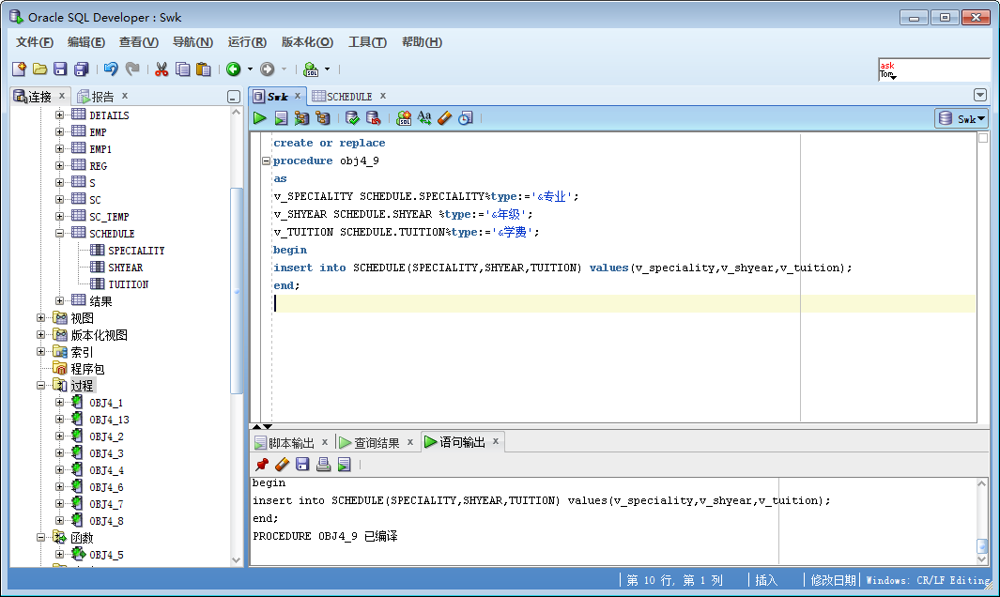 Oracle SQL Developer : Swk
文件(F) 编辑(E) 查看(V) 导航(N) 运行(R) 版本化(O) 工具(T) 帮助(H)
ask
Tom
连接 x 报告 x
Swk x SCHEDULE x
Swk
DEPTS
EMP
EMP1
REG
S
SC
SC_TEMP
SCHEDULE
SPECIALITY
SHYEAR
TUITION
结果
视图
版本化视图
索引
程序包
过程
OBJ4_1
OBJ4_13
OBJ4_2
OBJ4_3
OBJ4_4
OBJ4_6
OBJ4_7
OBJ4_8
函数
OBJ4_5
create or replace
procedure obj4_9
as
v_SPECIALITY SCHEDULE.SPECIALITY%type:='&专业';
v_SHYEAR SCHEDULE.SHYEAR %type:='&年级';
v_TUITION SCHEDULE.TUITION%type:='&学费';
begin
insert into SCHEDULE(SPECIALITY,SHYEAR,TUITION) values(v_speciality,v_shyear,v_tuition);
end;
脚本输出 x 查询结果 x 语句输出 x
begin
insert into SCHEDULE(SPECIALITY,SHYEAR,TUITION) values(v_speciality,v_shyear,v_tuition);
end;
PROCEDURE OBJ4_9 已编译
第 10 行, 第 1 列 插入 修改日期 Windows: CR/LF Editing